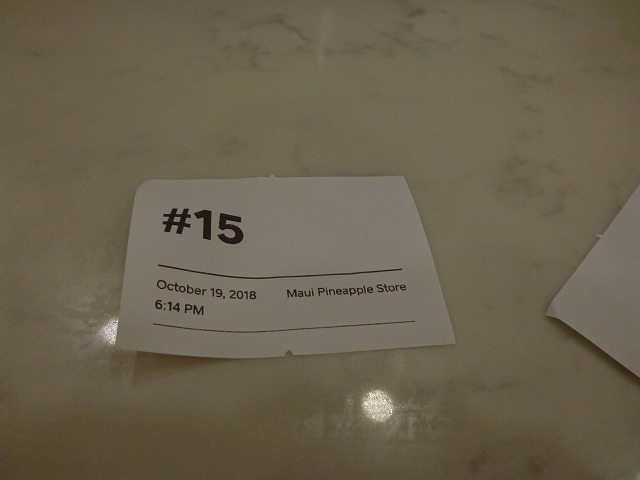 #15
October 19, 2018 Maui Pineapple Store
6:14 PM